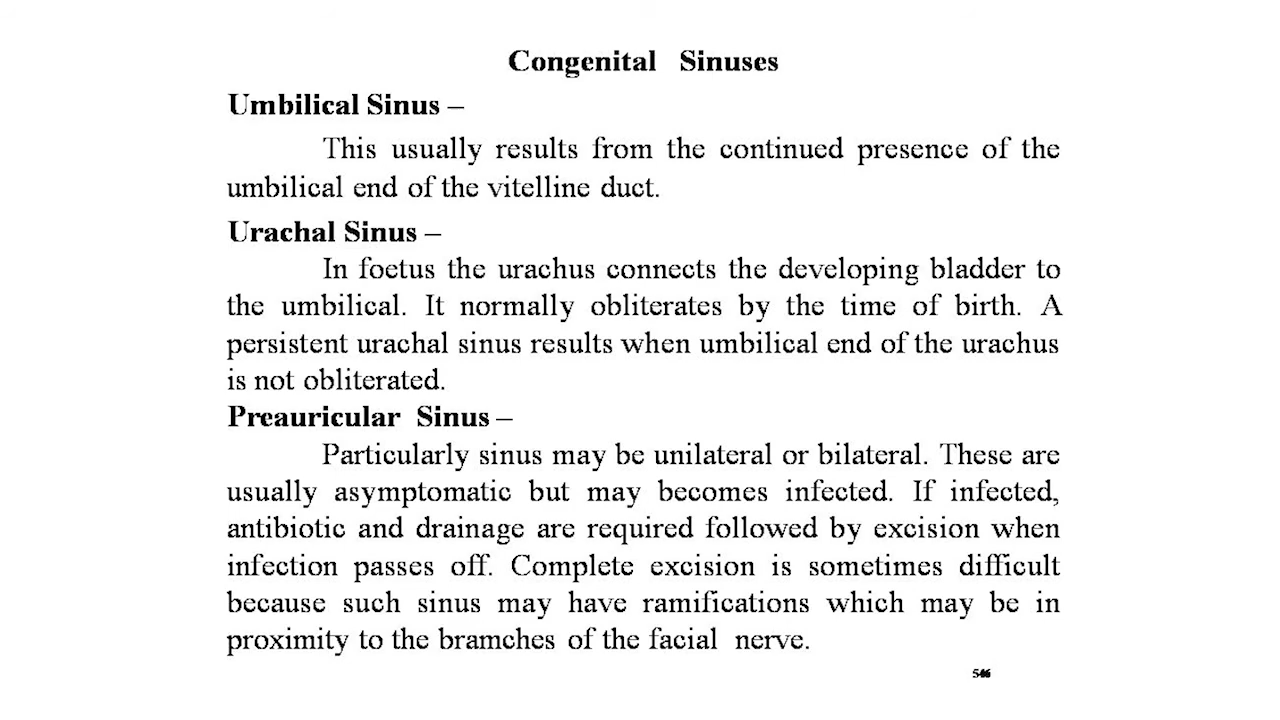 Congenital Sinuses
Umbilical Sinus –
This usually results from the continued presence of the
umbilical end of the vitelline duct.
Urachal Sinus –
In foetus the urachus connects the developing bladder to
the umbilical. It normally obliterates by the time of birth. A
persistent urachal sinus results when umbilical end of the urachus
is not obliterated.
Preauricular Sinus –
Particularly sinus may be unilateral or bilateral. These are
usually asymptomatic but may becomes infected. If infected,
antibiotic and drainage are required followed by excision when
infection passes off. Complete excision is sometimes difficult
because such sinus may have ramifications which may be in
proximity to the bramches of the facial nerve.